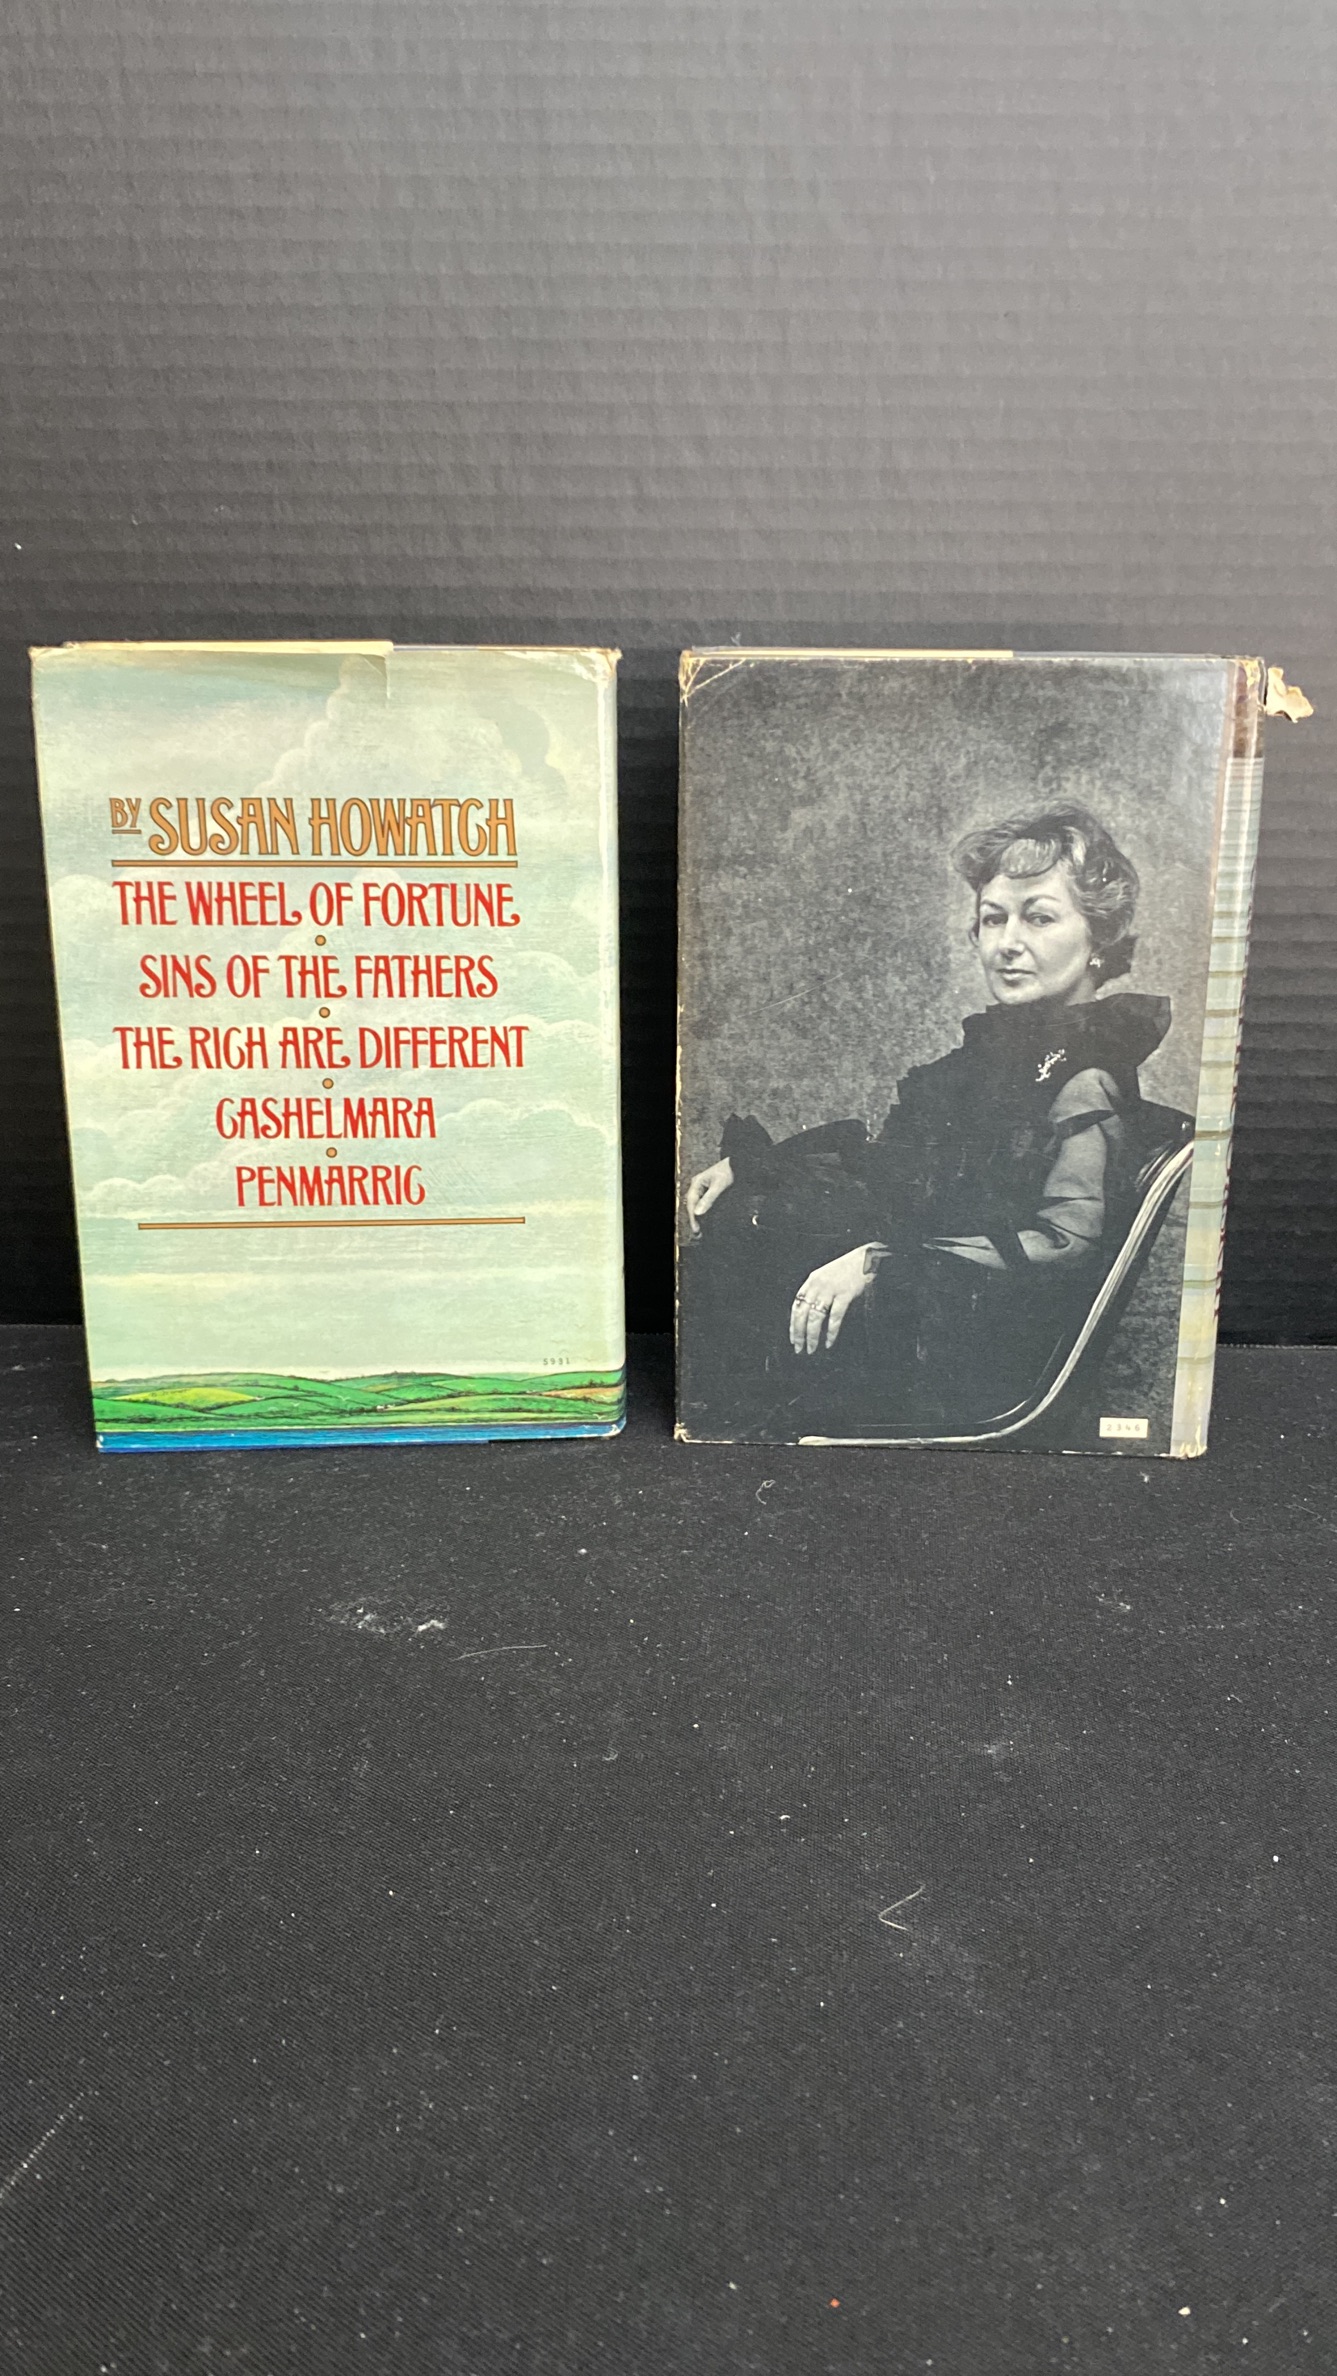 BY SUSAN HOWATCH
THE WHEEL OF FORTUNE
SINS OF THE FATHERS
THE RICH ARE DIFFERENT
CASHELMARA
PENMARRIC
5931
2346